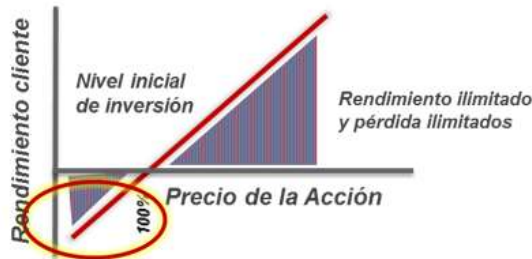 Rendimiento cliente
Nivel inicial
de inversión
Rendimiento ilimitado
y pérdida ilimitados
100%
Precio de la Acción